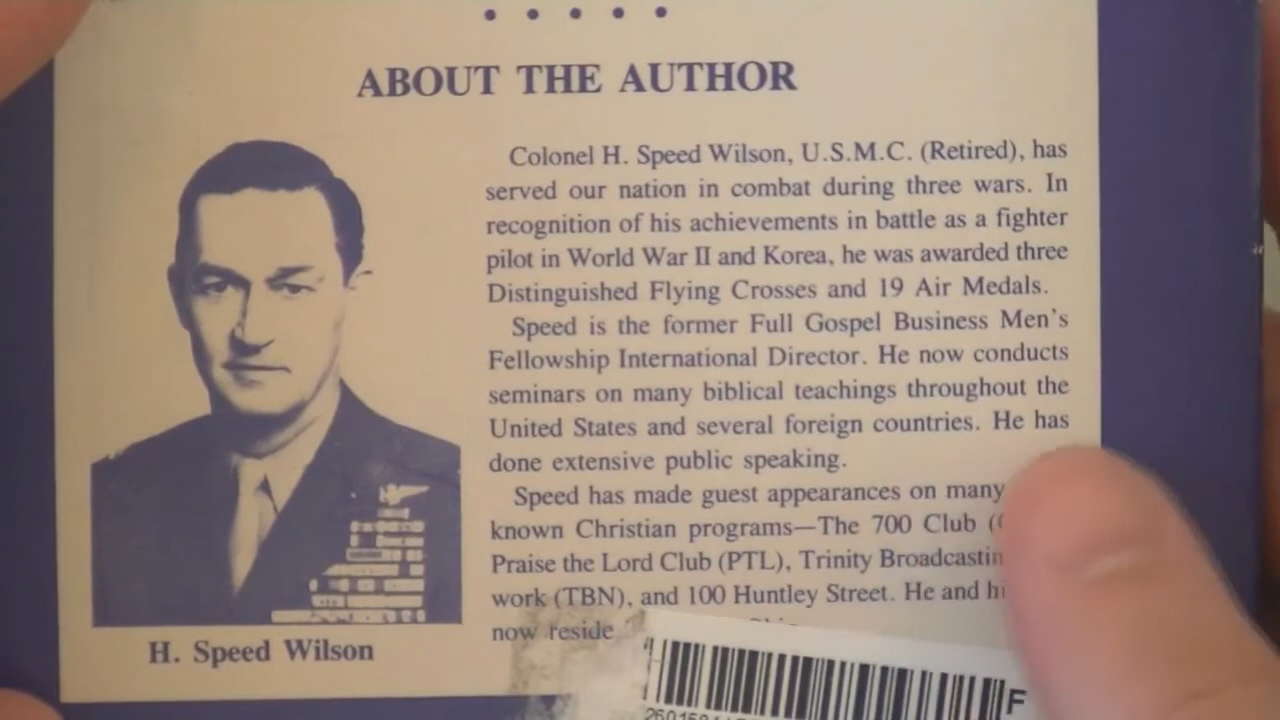 ABOUT THE AUTHOR
Colonel H. Speed Wilson, U.S.M.C. (Retired), has
served our nation in combat during three wars. In
recognition of his achievements in battle as a fighter
pilot in World War II and Korea, he was awarded three
Distinguished Flying Crosses and 19 Air Medals.
Speed is the former Full Gospel Business Men's
Fellowship International Director. He now conducts
seminars on many biblical teachings throughout the
United States and several foreign countries. He has
done extensive public speaking.
Speed has made guest appearances on many
known Christian programs—The 700 Club (
Praise the Lord Club (PTL), Trinity Broadcastin
work (TBN), and 100 Huntley Street. He and
now reside
H. Speed Wilson
F